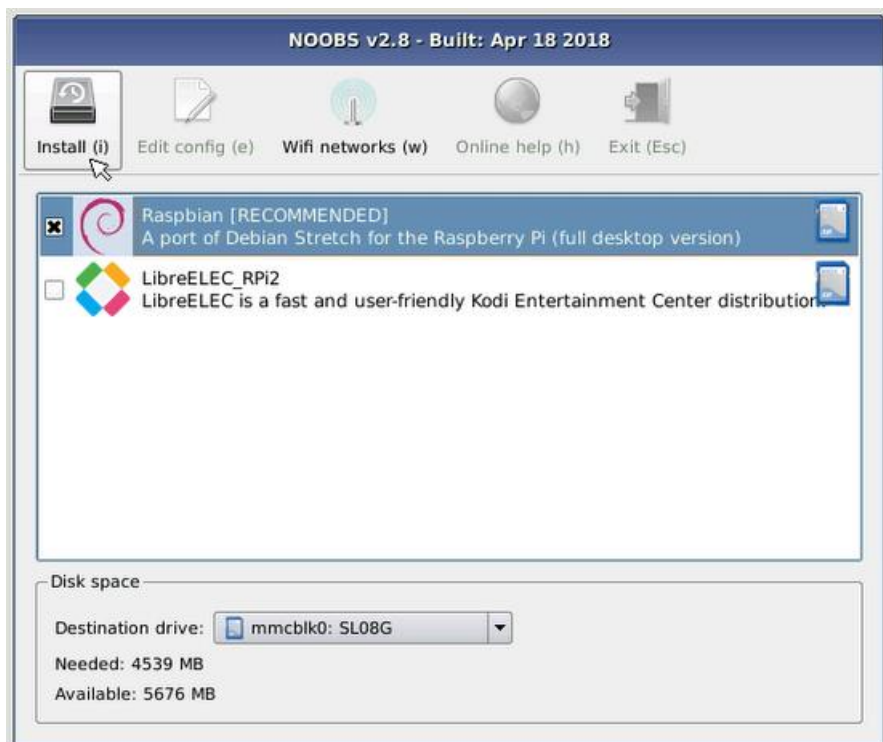 NOOBS v2.8 - Built: Apr 18 2018
Install (i) Edit config (e) Wifi networks (w) Online help (h) Exit (Esc)
Raspbian [RECOMMENDED]
A port of Debian Stretch for the Raspberry Pi (full desktop version)
LibreELEC_RPi2
LibreELEC is a fast and user-friendly Kodi Entertainment Center distribution.
Disk space
Destination drive: mmcblk0: SL08G
Needed: 4539 MB
Available: 5676 MB